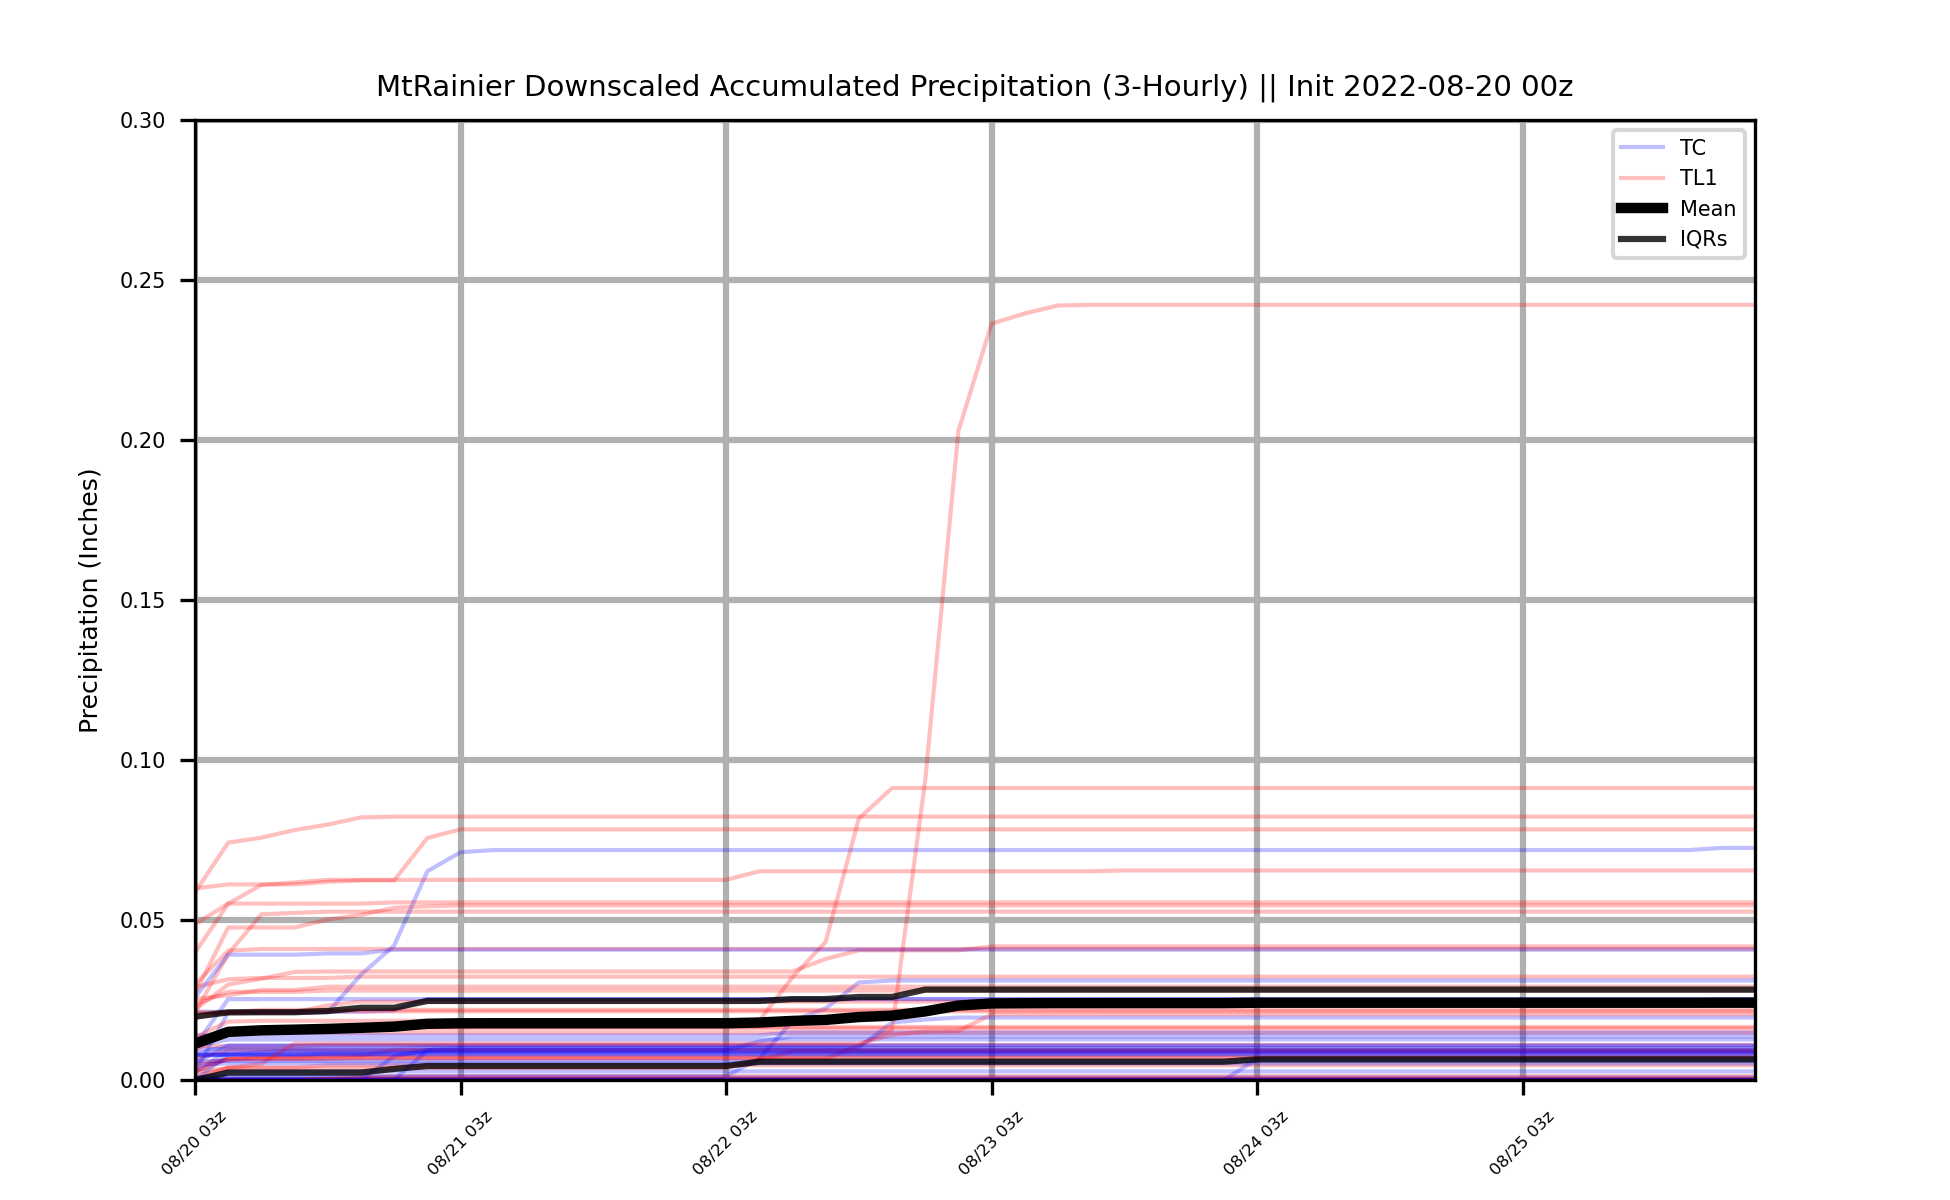 MtRainier Downscaled Accumulated Precipitation (3-Hourly) || Init 2022-08-20 00z
TC
TL1
Mean
IQRs
Precipitation (Inches)
0.30
0.25
0.20
0.15
0.10
0.05
0.00
08/20 03z
08/21 03z
08/22 03z
08/23 03z
08/24 03z
08/25 03z